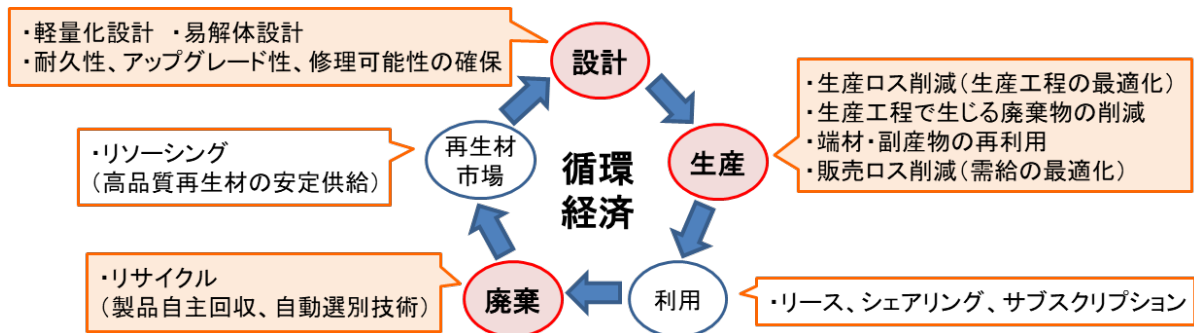 ・軽量化設計 ・易解体設計
・耐久性、アップグレード性、修理可能性の確保
設計
・生産ロス削減(生産工程の最適化)
・生産工程で生じる廃棄物の削減
・端材・副産物の再利用
・販売ロス削減(需給の最適化)
生産
・リソーシング
(高品質再生材の安定供給)
再生材
市場
循環
経済
・リサイクル
(製品自主回収、自動選別技術)
廃棄
利用
・リース、シェアリング、サブスクリプション